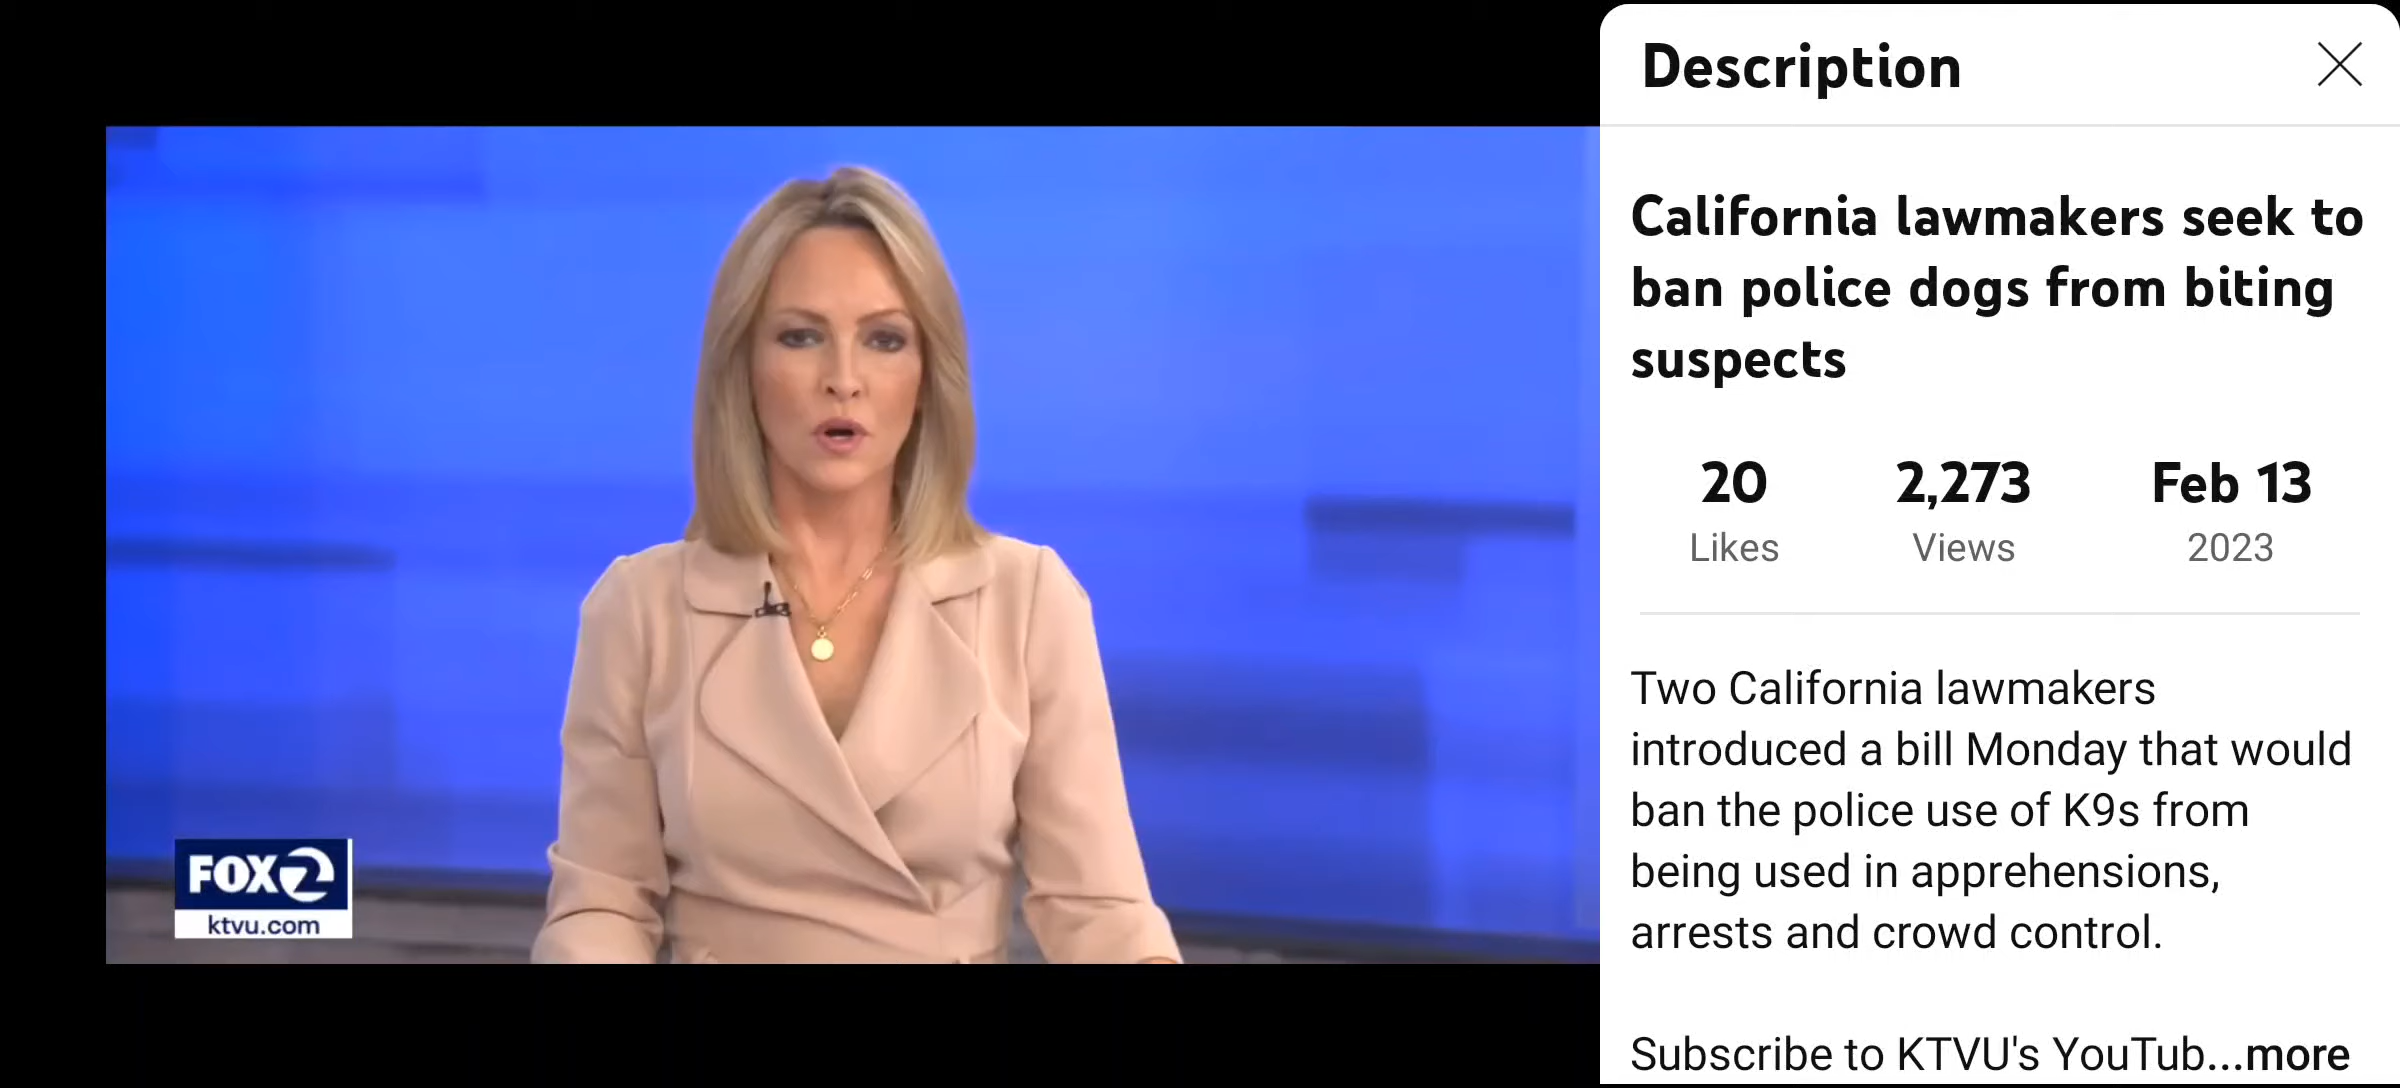 FOX 2
ktvu.com
Description
California lawmakers seek to
ban police dogs from biting
suspects
20
Likes
2,273
Views
Feb 13
2023
Two California lawmakers
introduced a bill Monday that would
ban the police use of K9s from
being used in apprehensions,
arrests and crowd control.
Subscribe to KTVU's YouTub...more